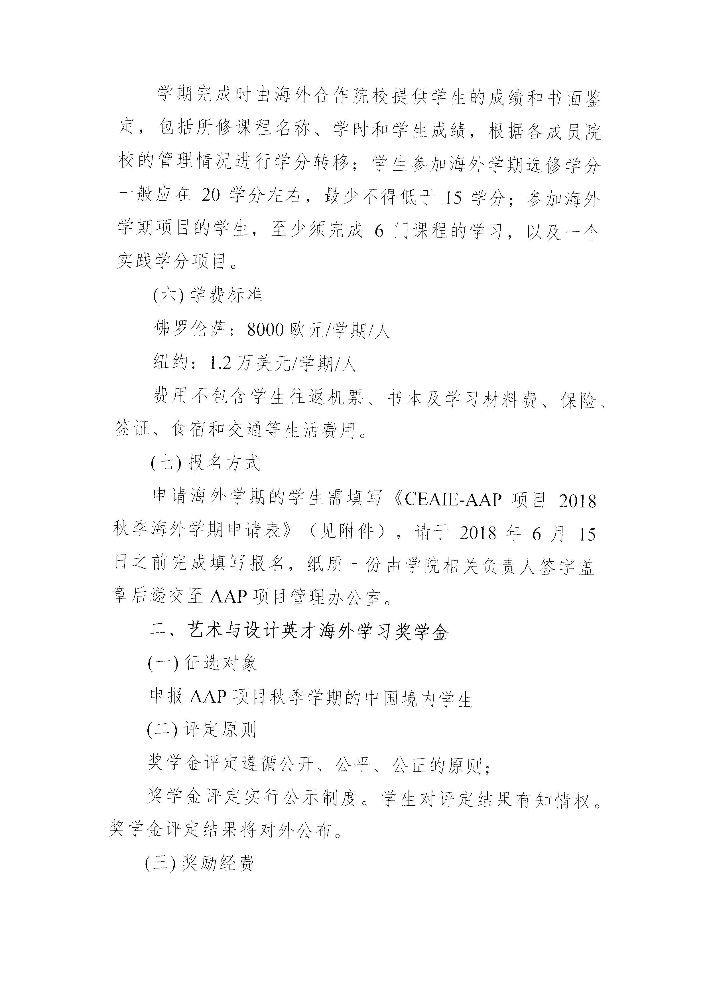 学期完成时由海外合作院校提供学生的成绩和书面鉴
定，包括所修课程名称、学时和学生成绩，根据各成员院
校的管理情况进行学分转移；学生参加海外学期选修学分
一般应在 20 学分左右，最少不得低于 15 学分；参加海外
学期项目的学生，至少须完成 6 门课程的学习，以及一个
实践学分项目。
(六) 学费标准
佛罗伦萨：8000 欧元/学期/人
纽约：1.2 万美元/学期/人
费用不包含学生往返机票、书本及学习材料费、保险、
签证、食宿和交通等生活费用。
(七) 报名方式
申请海外学期的学生需填写《CEAIE-AAP 项目 2018
秋季海外学期申请表》（见附件），请于 2018 年 6 月 15
日之前完成填写报名，纸质一份由学院相关负责人签字盖
章后递交至 AAP 项目管理办公室。
二、艺术与设计英才海外学习奖学金
(一) 征选对象
申报 AAP 项目秋季学期的中国境内学生
(二) 评定原则
奖学金评定遵循公开、公平、公正的原则；
奖学金评定实行公示制度。学生对评定结果有知情权。
奖学金评定结果将对外公布。
(三) 奖励经费